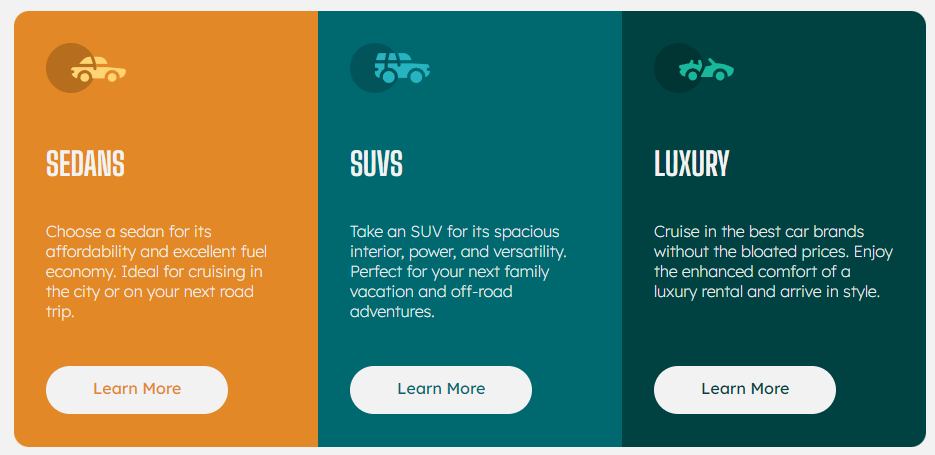 SEDANS
Choose a sedan for its
affordability and excellent fuel
economy. Ideal for cruising in
the city or on your next road
trip.
Learn More
SUVS
Take an SUV for its spacious
interior, power, and versatility.
Perfect for your next family
vacation and off-road
adventures.
Learn More
LUXURY
Cruise in the best car brands
without the bloated prices. Enjoy
the enhanced comfort of a
luxury rental and arrive in style.
Learn More